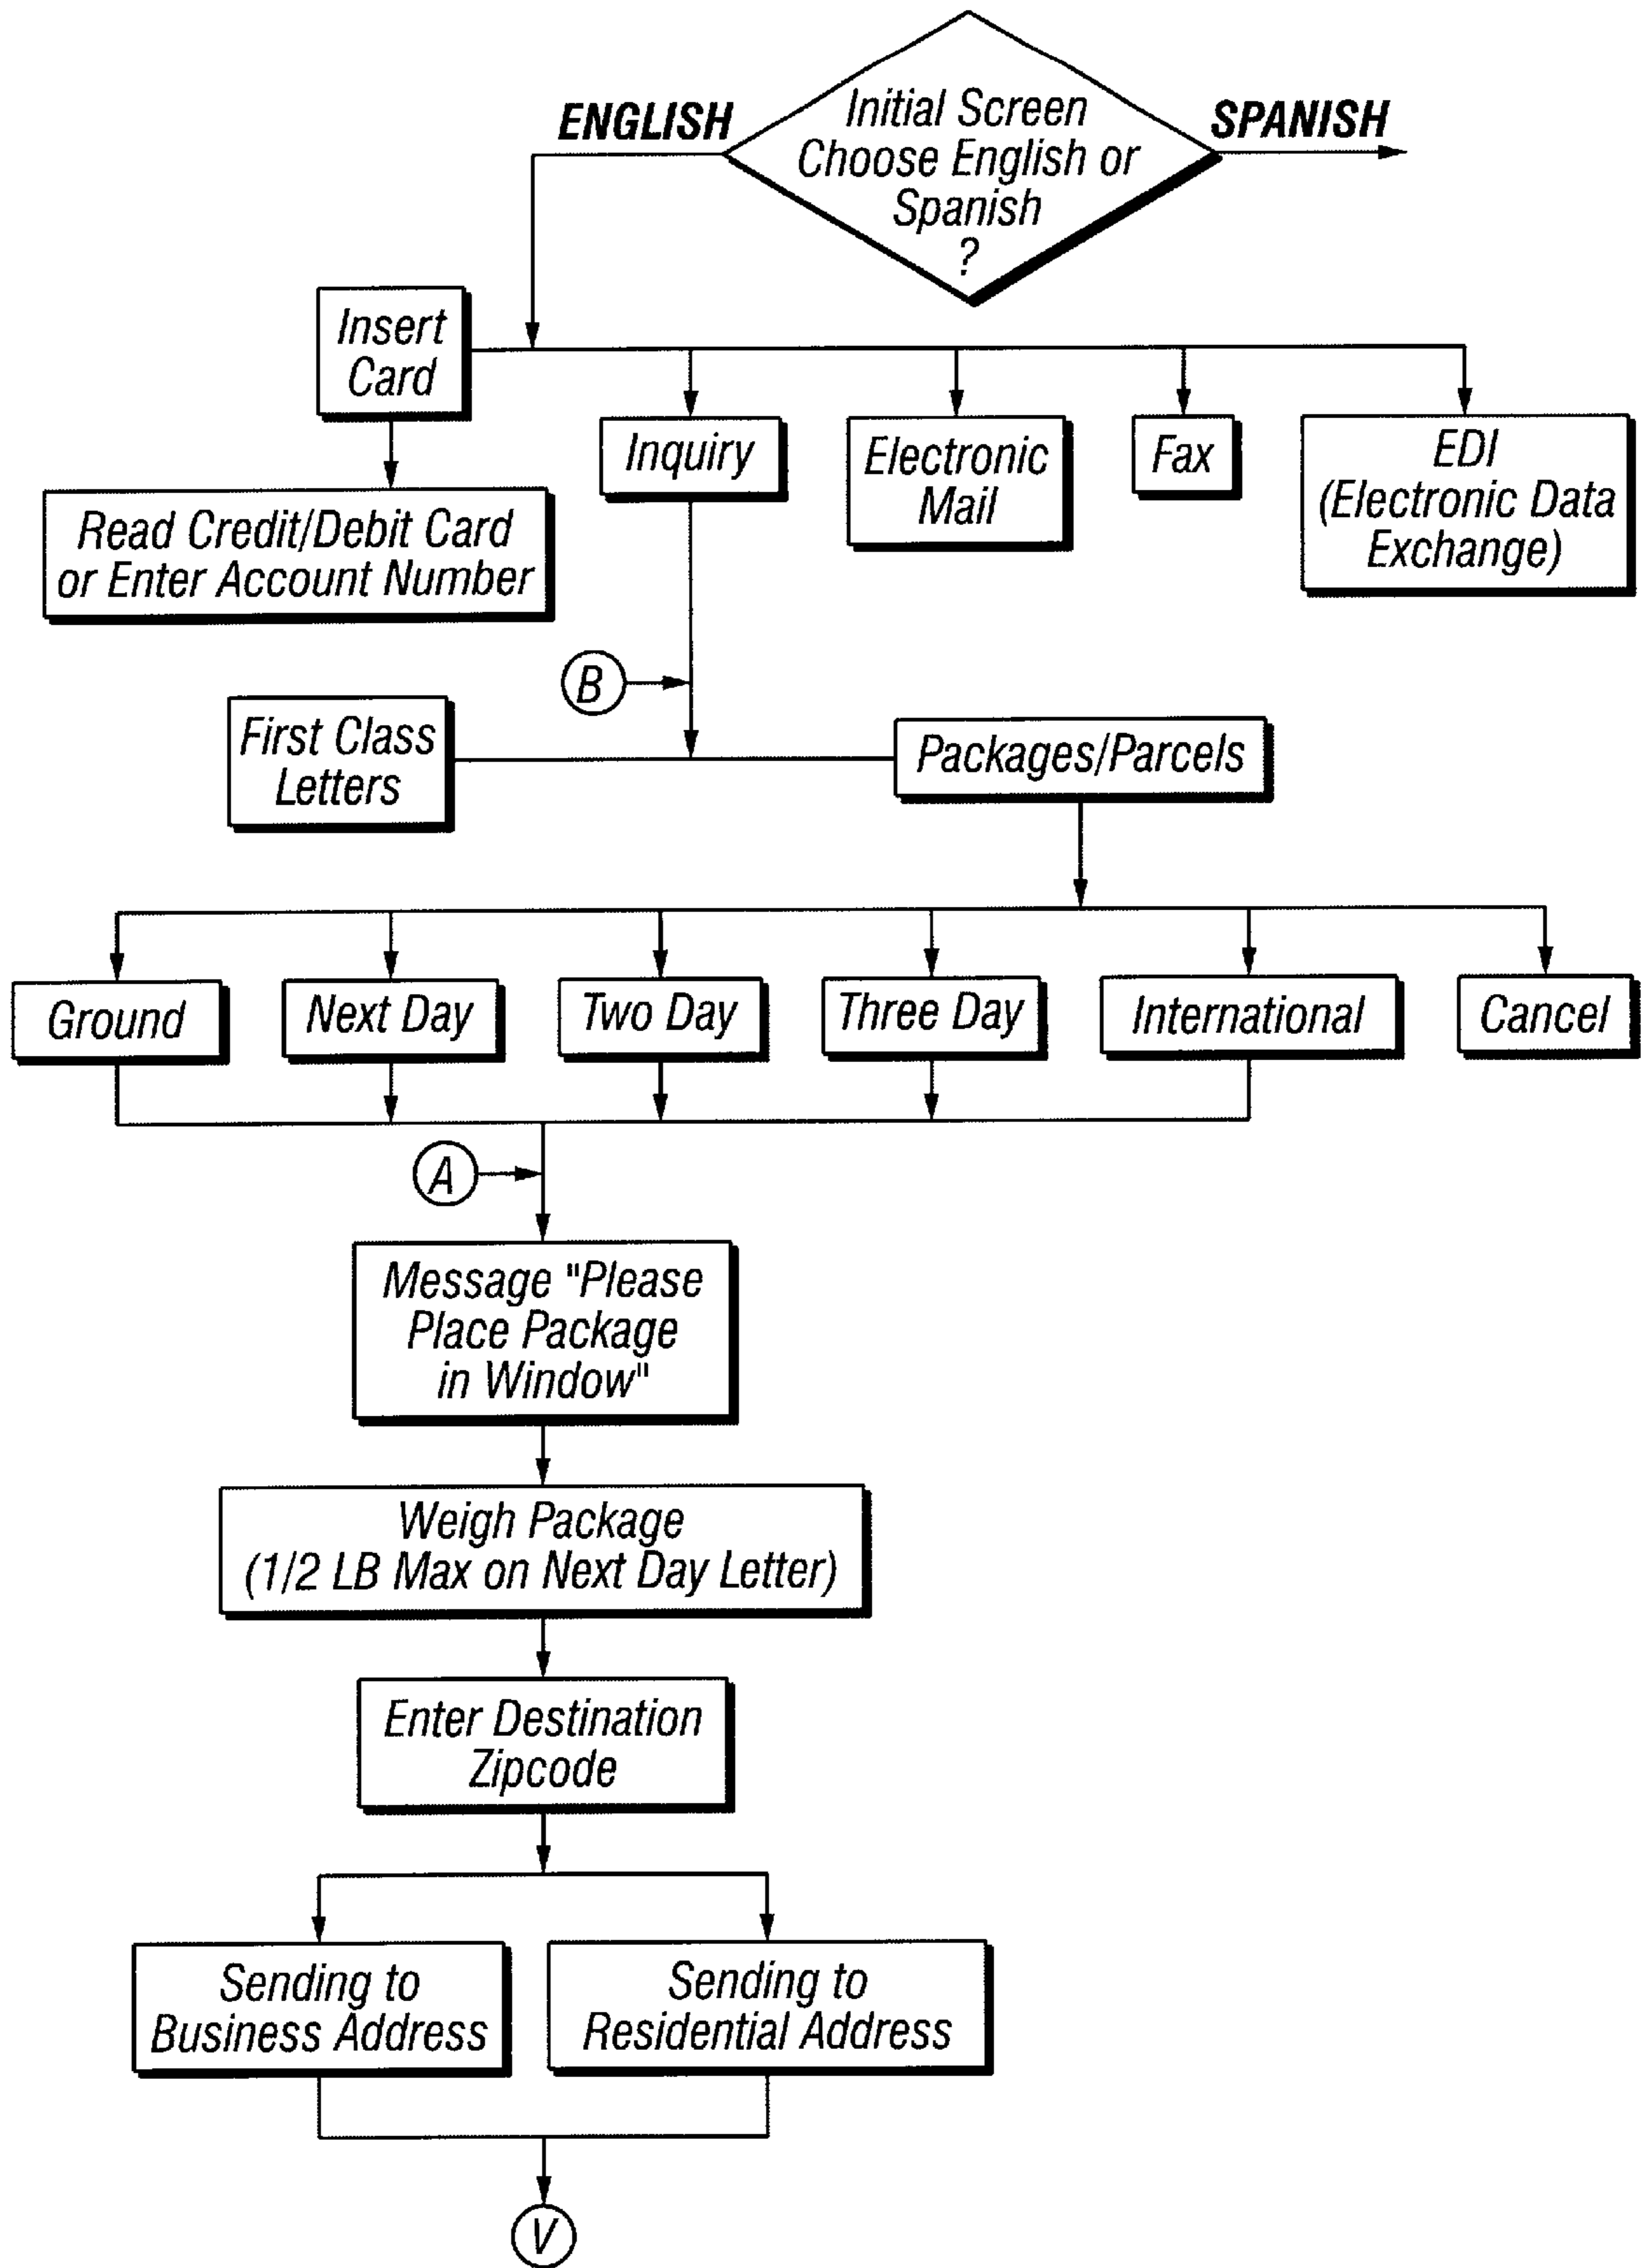 ENGLISH
Initial Screen
Choose English or
Spanish
?
SPANISH
Insert
Card
Inquiry
Electronic
Mail
Fax
EDI
(Electronic Data
Exchange)
Read Credit/Debit Card
or Enter Account Number
B
First Class
Letters
Packages/Parcels
Ground
Next Day
Two Day
Three Day
International
Cancel
A
Message "Please
Place Package
in Window"
Weigh Package
(1/2 LB Max on Next Day Letter)
Enter Destination
Zipcode
Sending to
Business Address
Sending to
Residential Address
V